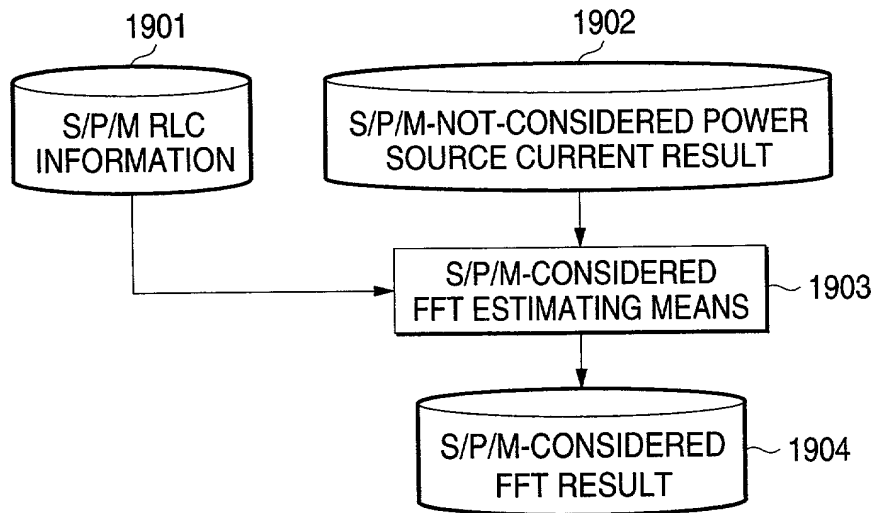 1901
1902
S/P/M RLC
INFORMATION
S/P/M-NOT-CONSIDERED POWER
SOURCE CURRENT RESULT
S/P/M-CONSIDERED
FFT ESTIMATING MEANS
1903
S/P/M-CONSIDERED
FFT RESULT
1904